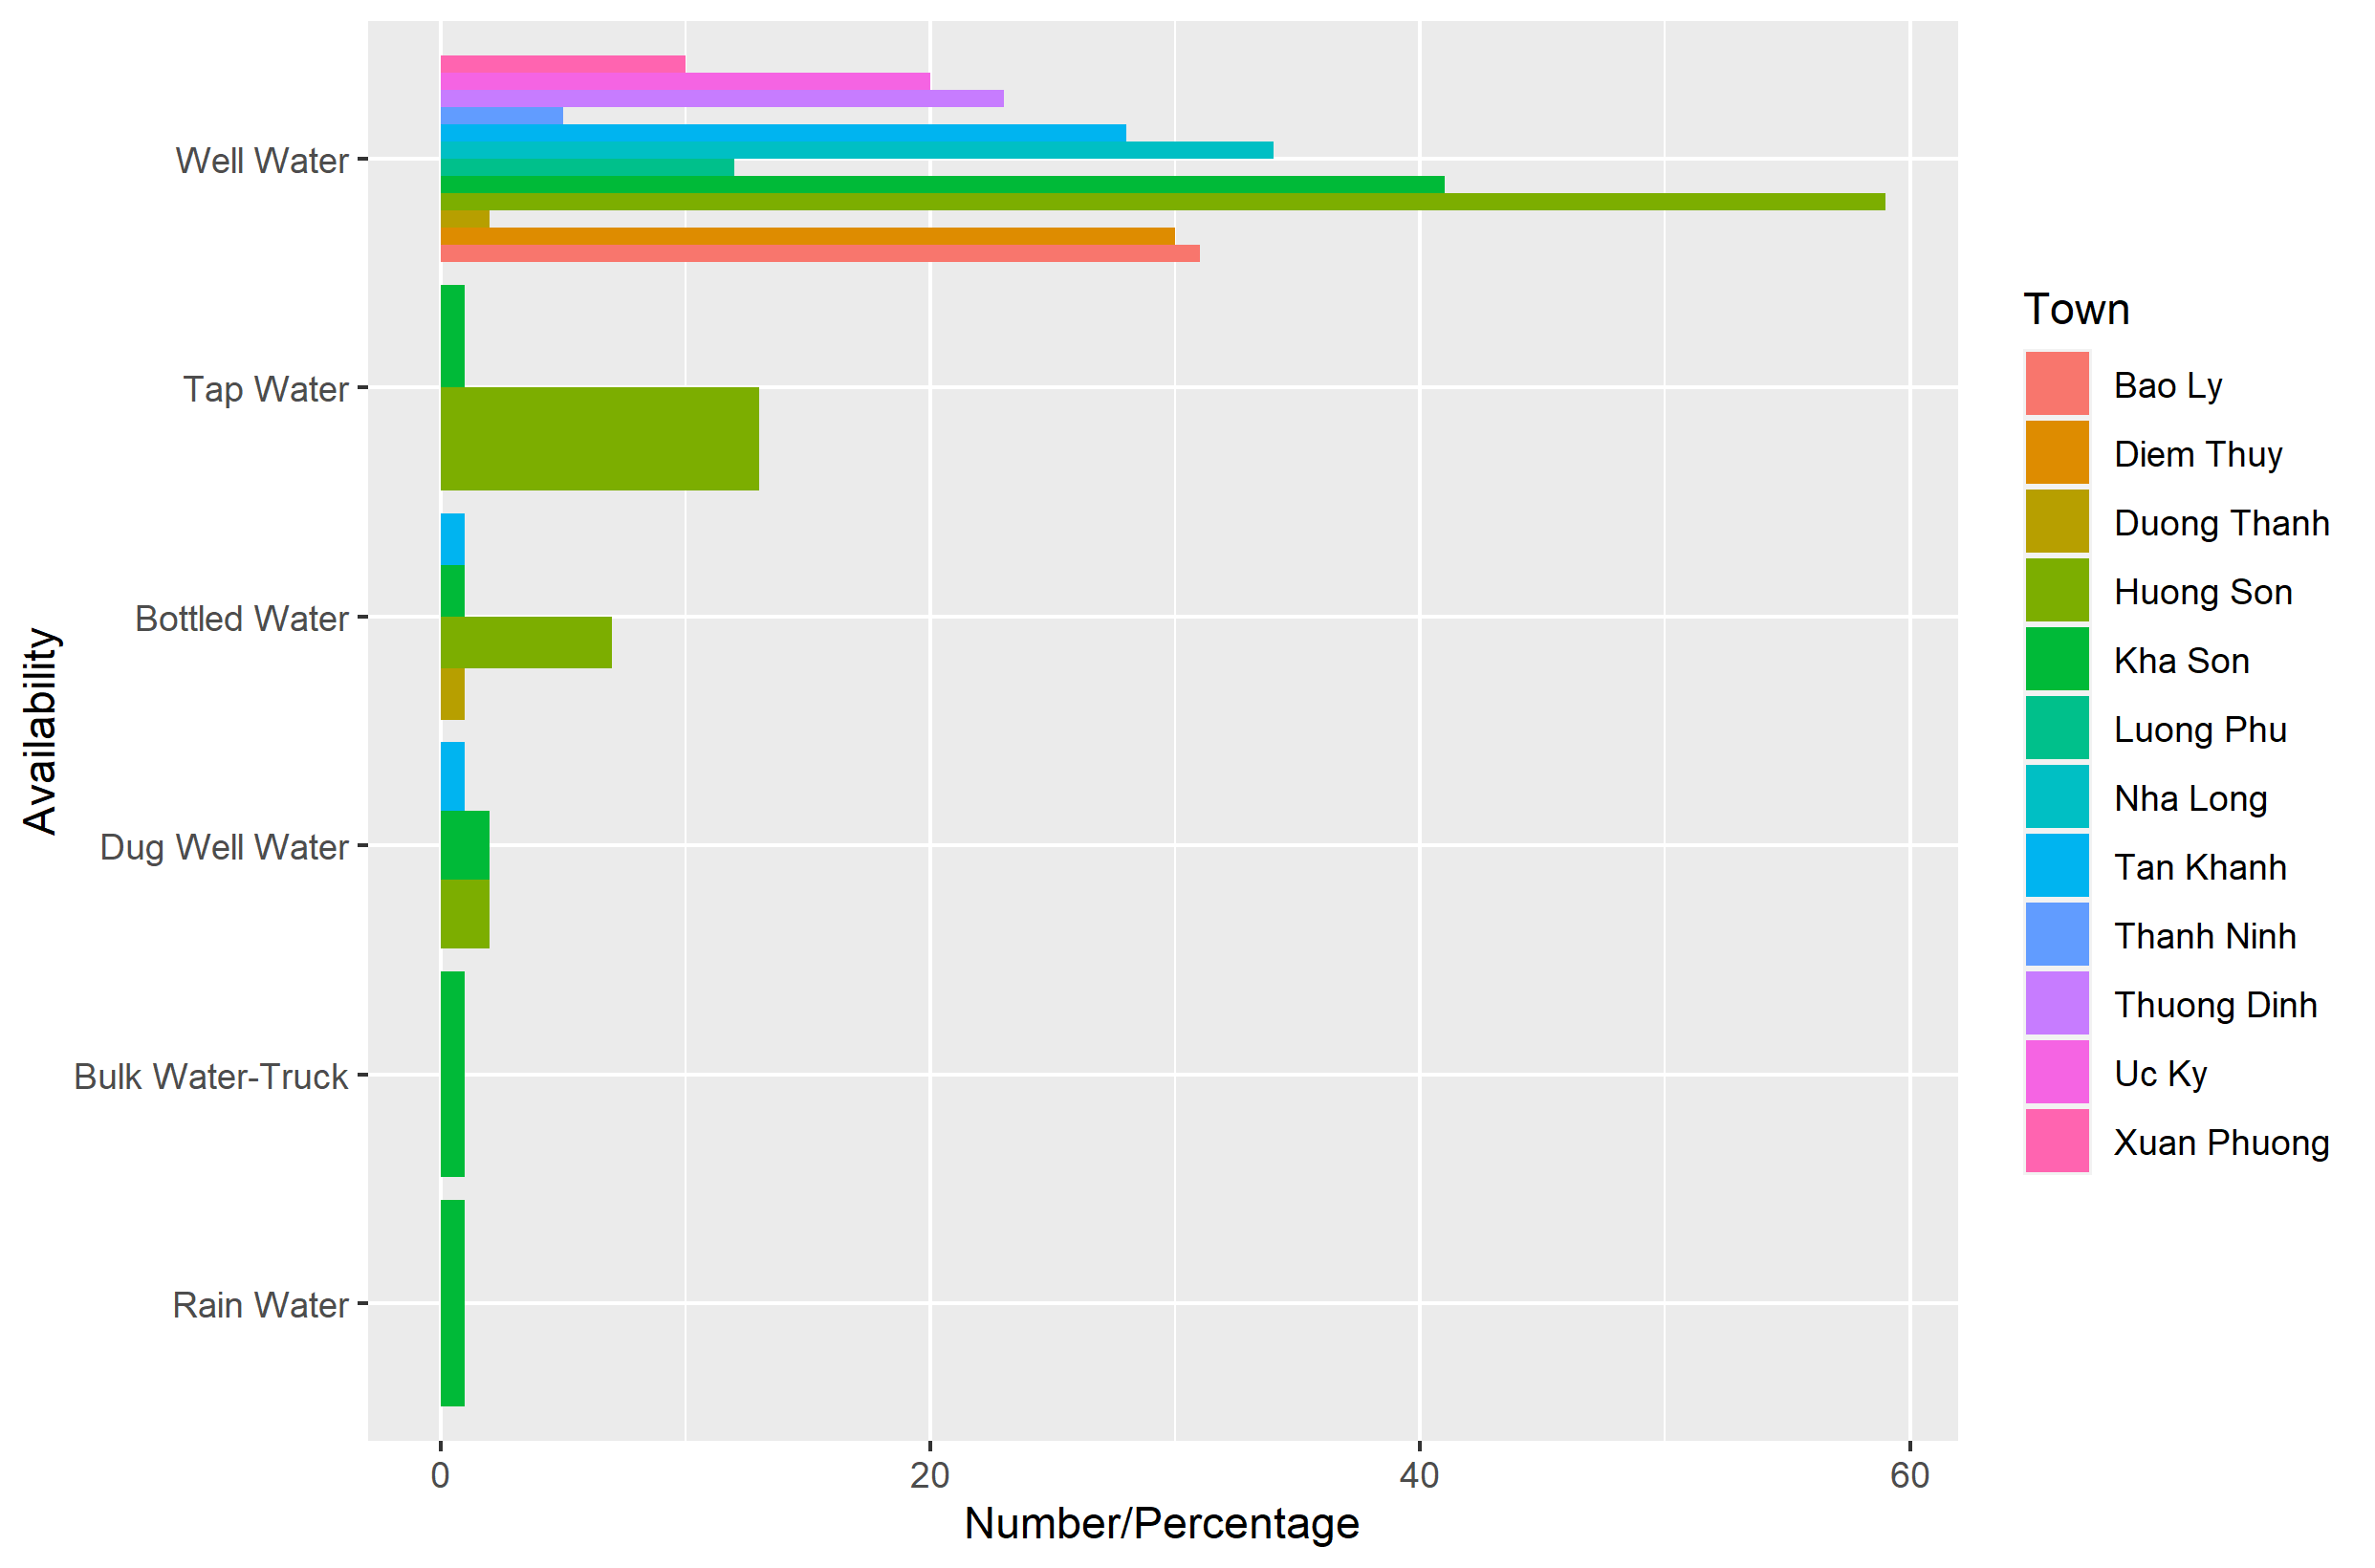 Well Water
Tap Water
Bottled Water
Dug Well Water
Bulk Water-Truck
Rain Water
Availability
0
20
40
60
Number/Percentage
Town
Bao Ly
Diem Thuy
Duong Thanh
Huong Son
Kha Son
Luong Phu
Nha Long
Tan Khanh
Thanh Ninh
Thuong Dinh
Uc Ky
Xuan Phuong